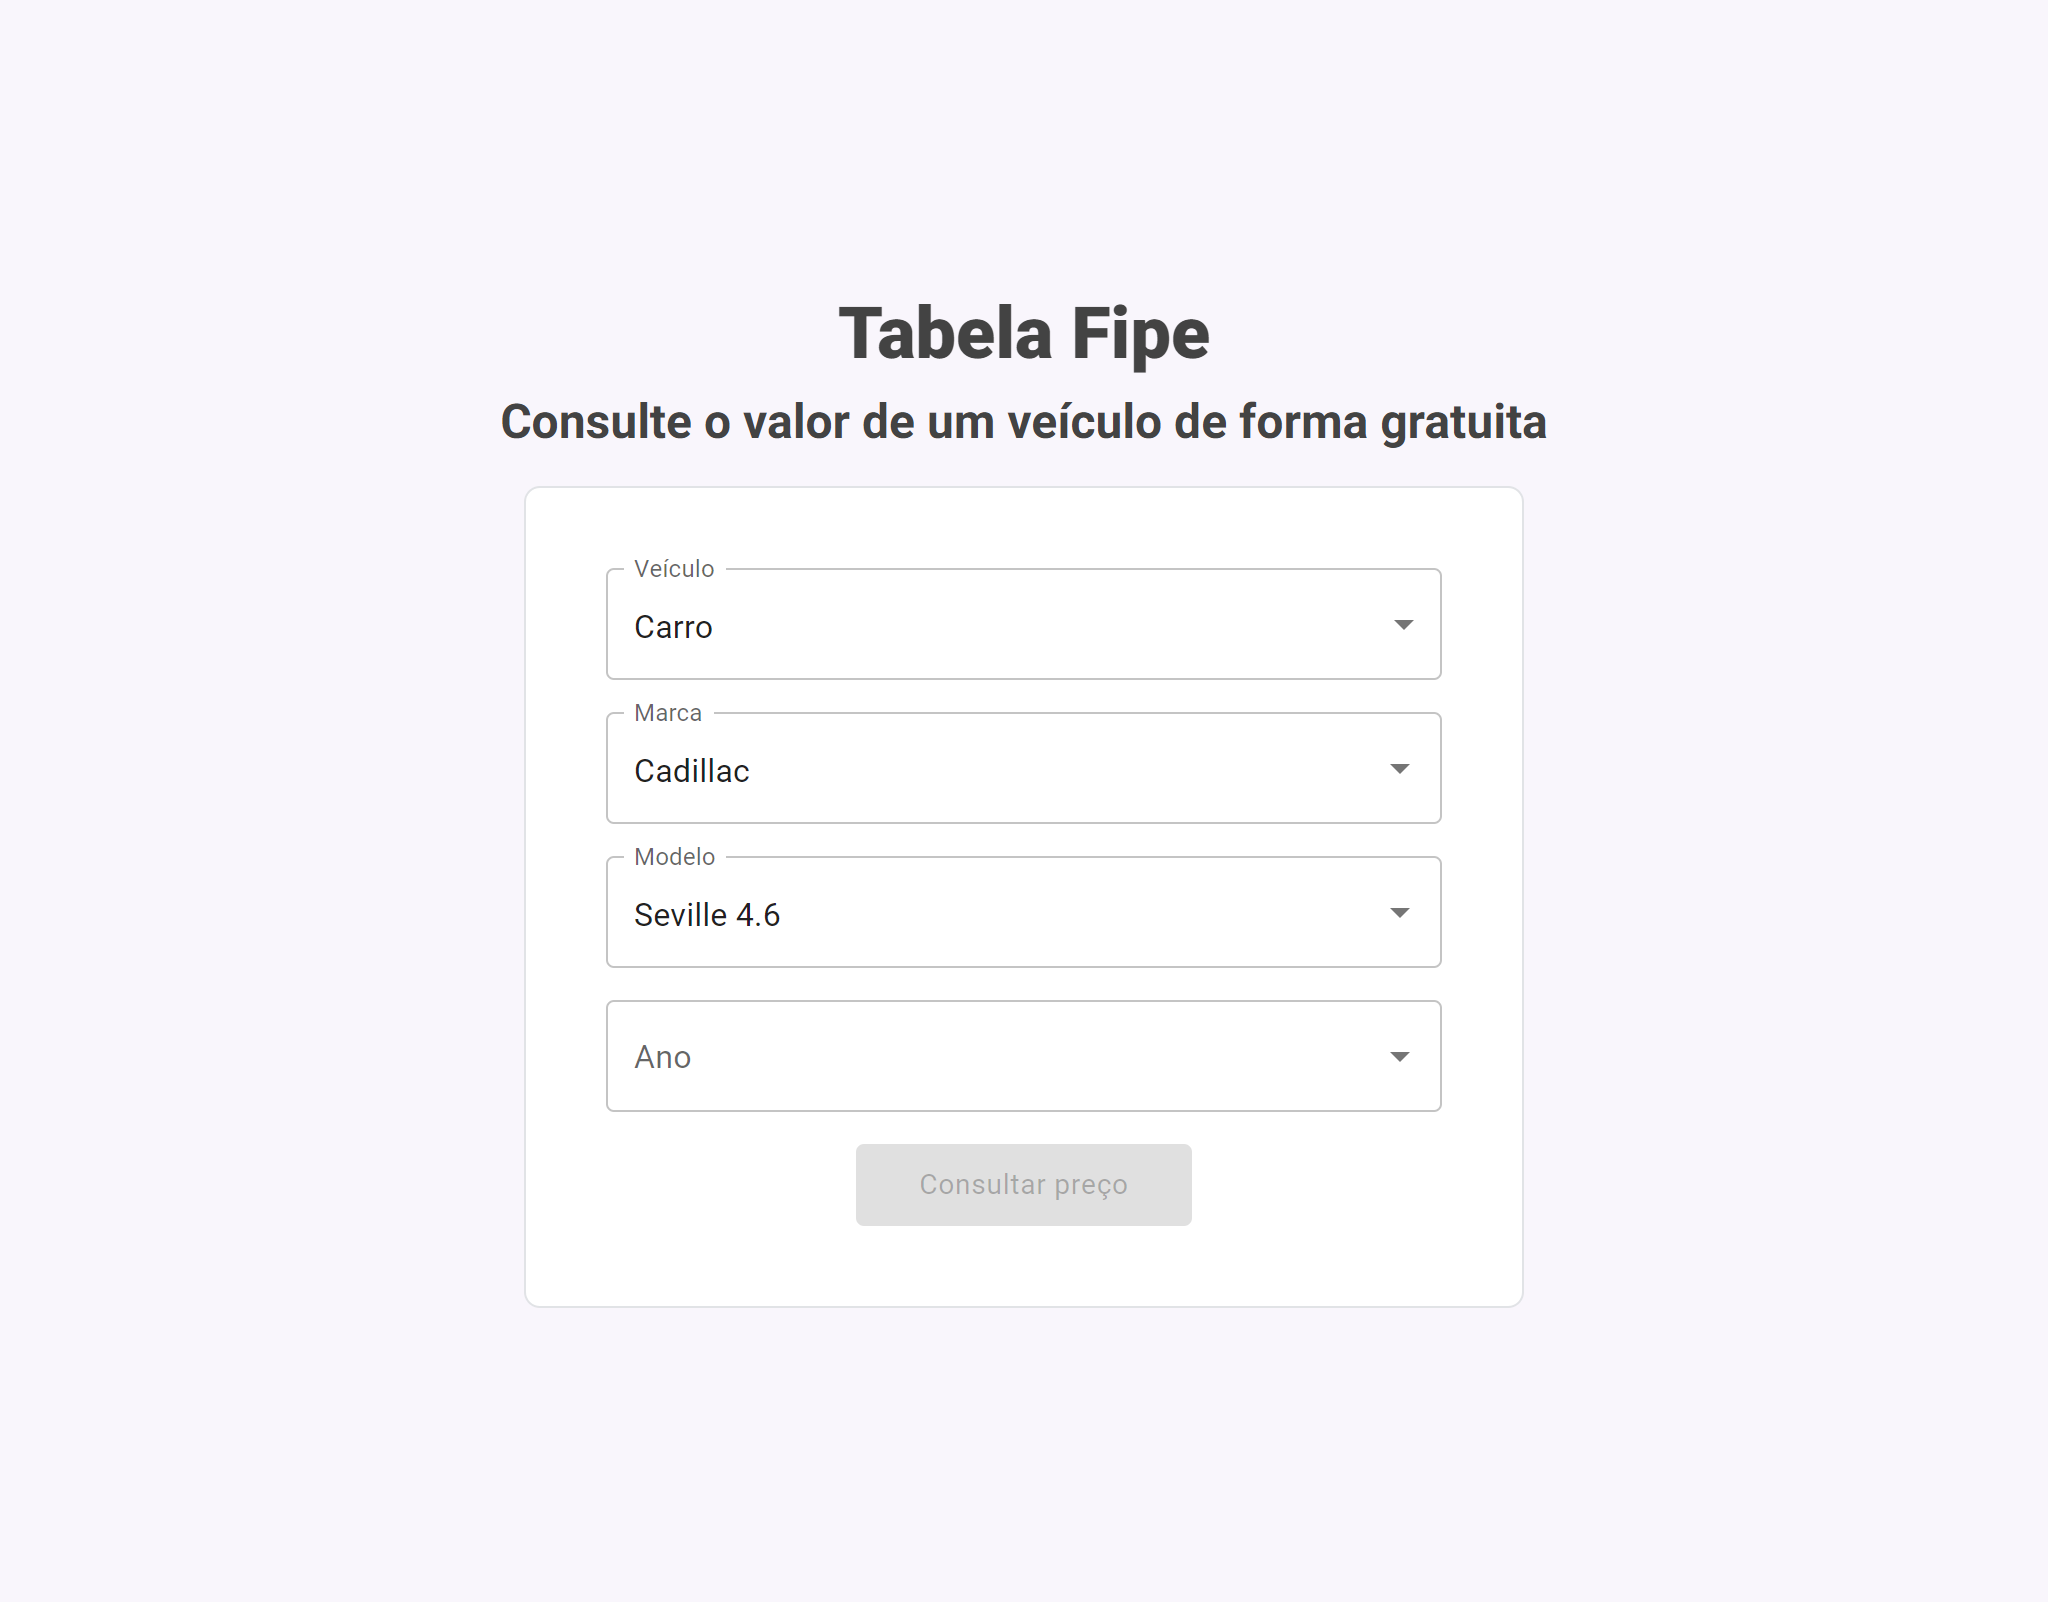 Tabela Fipe
Consulte o valor de um veículo de forma gratuita
Veículo
Carro
Marca
Cadillac
Modelo
Seville 4.6
Ano
Consultar preço